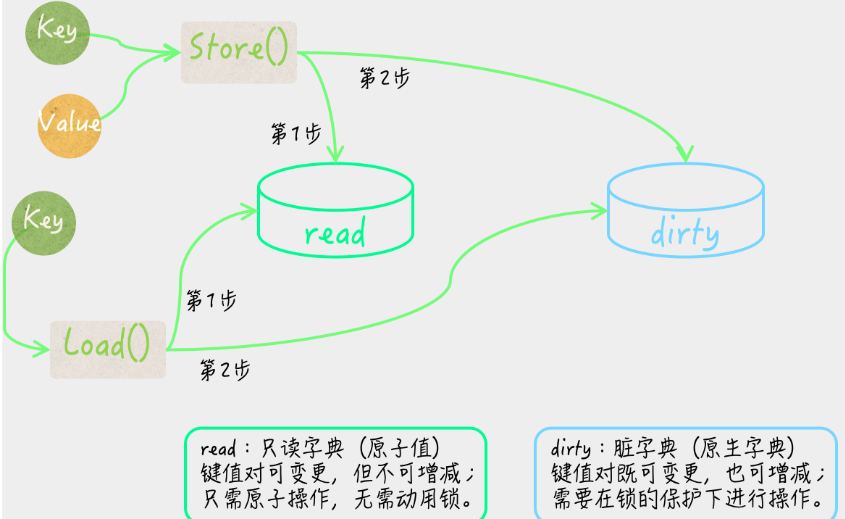 Key
Store()
第2步
Value
第1步
Key
read
dirty
第1步
Load()
第2步
read：只读字典（原子值）
键值对可变更，但不可增减；
只需原子操作，无需动用锁。
dirty：脏字典（原生字典）
键值对既可变更，也可增减；
需要在锁的保护下进行操作。